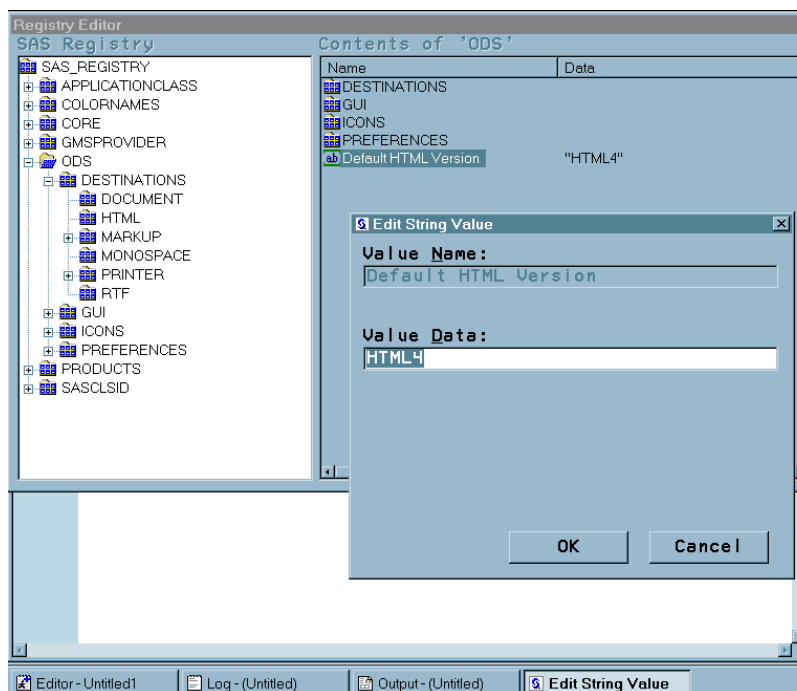 Registry Editor
SAS Registry
Contents of 'ODS'
SAS_REGISTRY
APPLICATIONCLASS
COLORNAMES
CORE
GMSPROVIDER
ODS
DESTINATIONS
DOCUMENT
HTML
MARKUP
MONOSPACE
PRINTER
RTF
GUI
ICONS
PREFERENCES
PRODUCTS
SASCLSID
Name Data
DESTINATIONS
GUI
ICONS
PREFERENCES
ab Default HTML Version "HTML4"
Edit String Value
Value Name:
Default HTML Version
Value Data:
HTML4
OK Cancel
Editor - Untitled1 Log - (Untitled) Output - (Untitled) Edit String Value